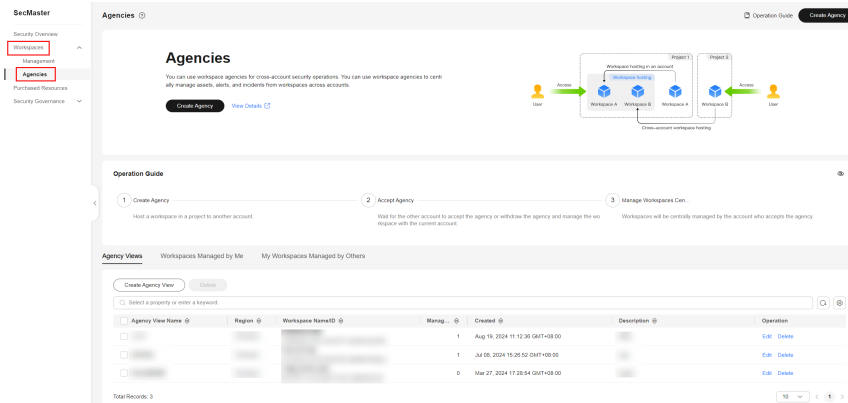 SecMaster
Agencies
Operation Guide
Create Agency
Security Overview
Workspaces
Management
Agencies
Purchased Resources
Security Governance
Agencies
You can use workspace agencies for cross-account security operations. You can use workspace agencies to centr
ally manage assets, alerts, and incidents from workspaces across accounts.
Create Agency
View Details
Project 1
Project 3
Workspace hosting in an account
Workspace hosting
Access
Access
User
Workspace A
Workspace B
Workspace A
Workspace B
User
Cross-account workspace hosting
Operation Guide
1
Create Agency
2
Accept Agency
3
Manage Workspaces Cen...
Host a workspace in a project to another account.
Wait for the other account to accept the agency or withdraw the agency and manage the wo
rkspace with the current account.
Workspaces will be centrally managed by the account who accepts the agency.
Agency Views
Workspaces Managed by Me
My Workspaces Managed by Others
Create Agency View
Delete
Select a property or enter a keyword.
Agency View Name
Region
Workspace Name/ID
Manag...
Created
Description
Operation
1
Aug 19, 2024 11:12:36 GMT+08:00
Edit
Delete
1
Jul 08, 2024 15:26:52 GMT+08:00
Edit
Delete
0
Mar 27, 2024 17:28:54 GMT+08:00
Edit
Delete
Total Records: 3
10
1